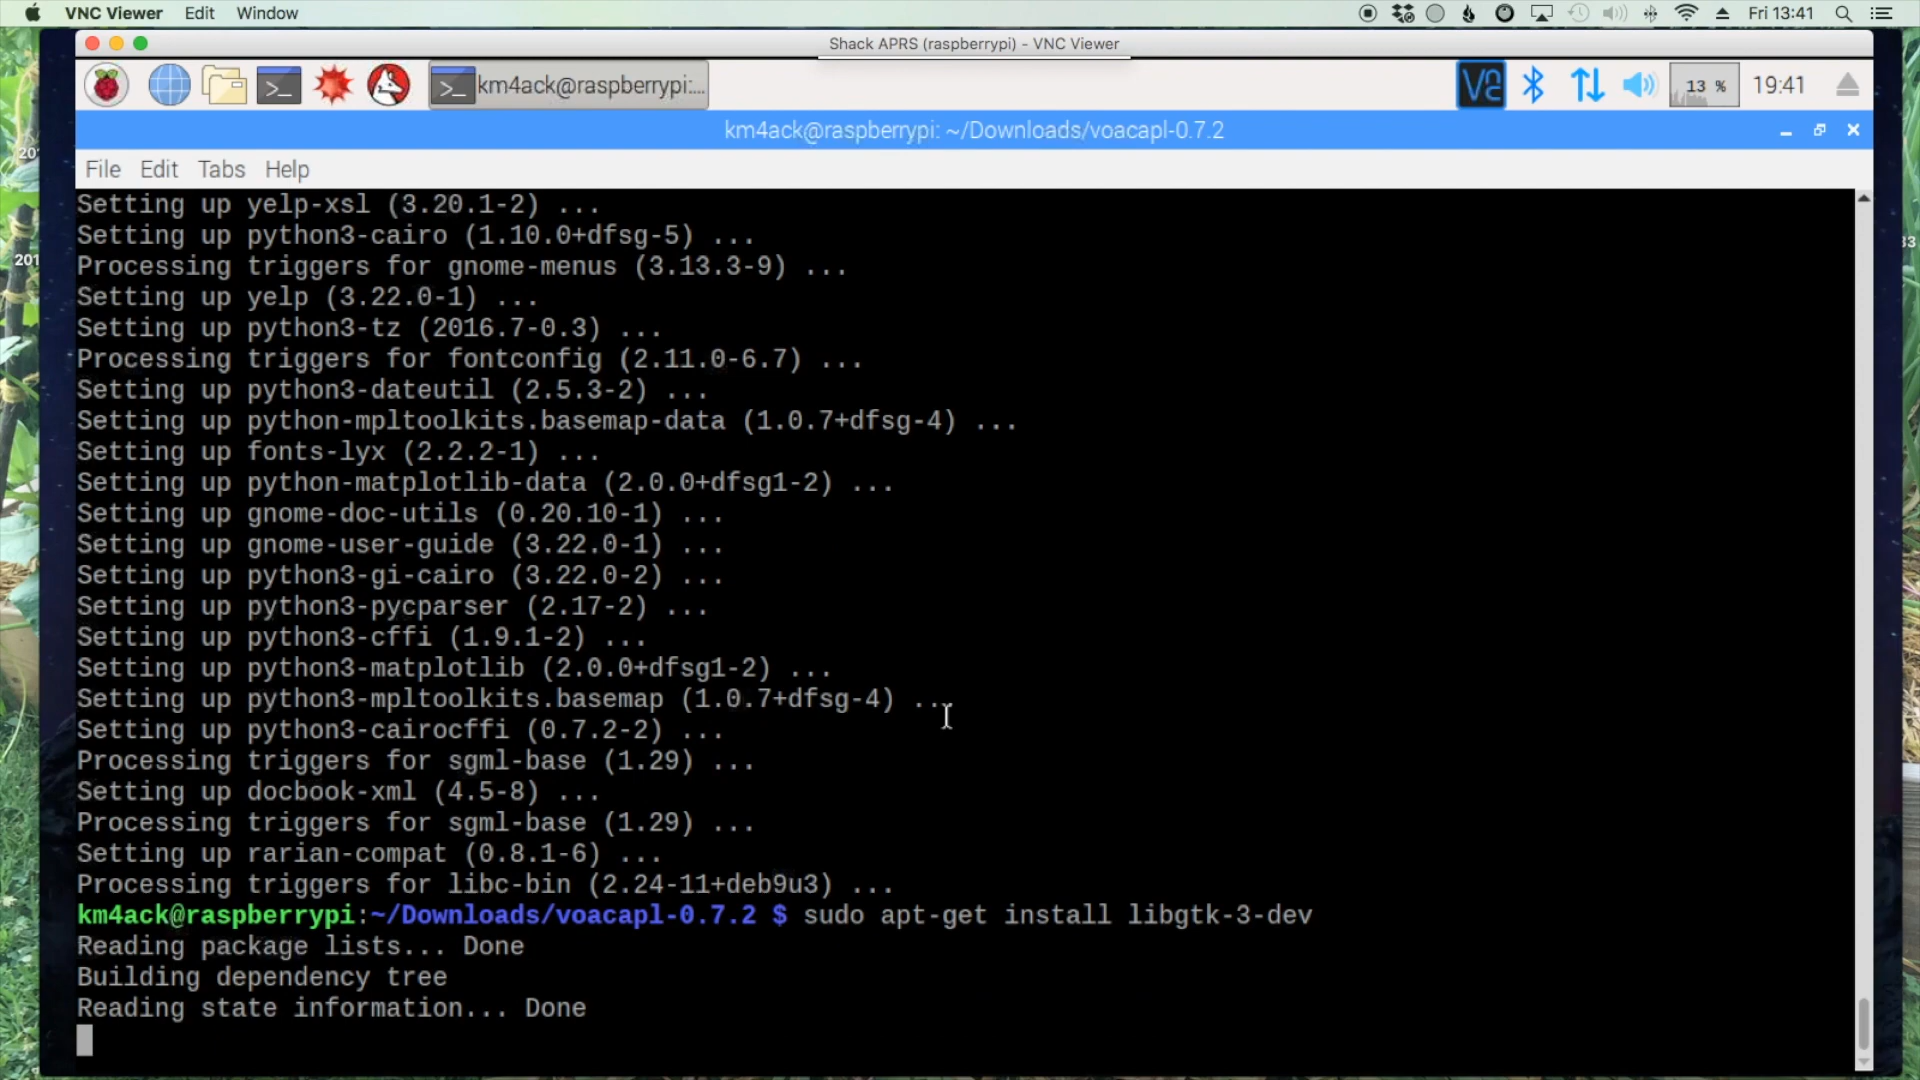 VNC Viewer Edit Window Fri 13:41
Shack APRS (raspberrypi) - VNC Viewer
km4ack@raspberrypi:... 13 % 19:41
km4ack@raspberrypi: ~/Downloads/voacapl-0.7.2
File Edit Tabs Help
Setting up yelp-xsl (3.20.1-2) ...
Setting up python3-cairo (1.10.0+dfsg-5) ...
Processing triggers for gnome-menus (3.13.3-9) ...
Setting up yelp (3.22.0-1) ...
Setting up python3-tz (2016.7-0.3) ...
Processing triggers for fontconfig (2.11.0-6.7) ...
Setting up python3-dateutil (2.5.3-2) ...
Setting up python-mpltoolkits.basemap-data (1.0.7+dfsg-4) ...
Setting up fonts-lyx (2.2.2-1) ...
Setting up python-matplotlib-data (2.0.0+dfsg1-2) ...
Setting up gnome-doc-utils (0.20.10-1) ...
Setting up gnome-user-guide (3.22.0-1) ...
Setting up python3-gi-cairo (3.22.0-2) ...
Setting up python3-pycparser (2.17-2) ...
Setting up python3-cffi (1.9.1-2) ...
Setting up python3-matplotlib (2.0.0+dfsg1-2) ...
Setting up python3-mpltoolkits.basemap (1.0.7+dfsg-4) ...
Setting up python3-cairocffi (0.7.2-2) ...
Processing triggers for sgml-base (1.29) ...
Setting up docbook-xml (4.5-8) ...
Processing triggers for sgml-base (1.29) ...
Setting up rarian-compat (0.8.1-6) ...
Processing triggers for libc-bin (2.24-11+deb9u3) ...
km4ack@raspberrypi:~/Downloads/voacapl-0.7.2 $ sudo apt-get install libgtk-3-dev
Reading package lists... Done
Building dependency tree
Reading state information... Done